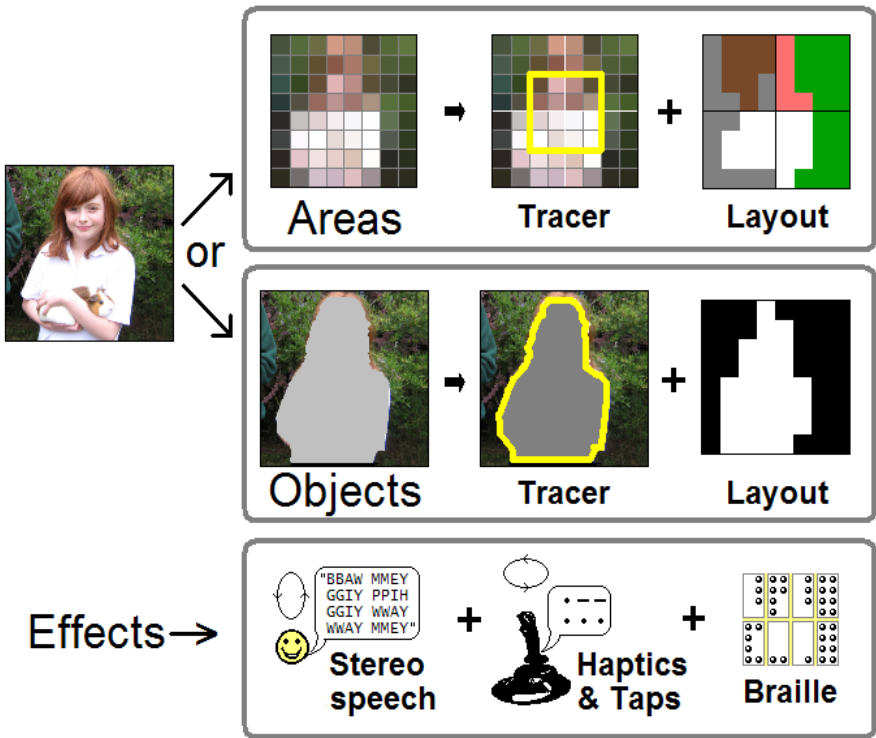 Areas
Tracer
+
Layout
or
Objects
Tracer
+
Layout
Effects
"BBAW MMEY
GGIY PPIH
GGIY WWAY
WWAY MMEY"
Stereo
speech
+
Haptics
& Taps
+
Braille